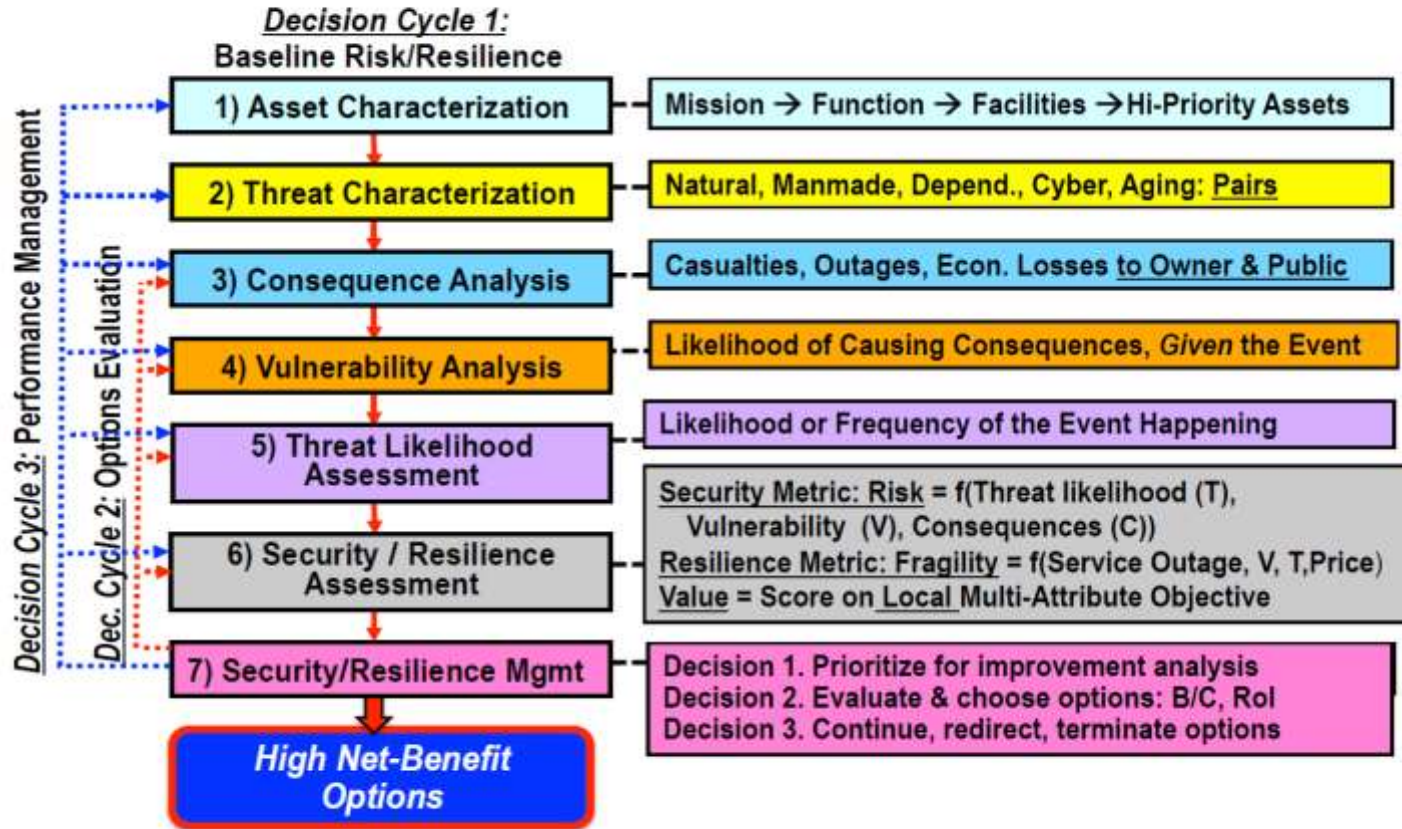 Decision Cycle 1:
Baseline Risk/Resilience
Decision Cycle 3: Performance Management
Dec. Cycle 2: Options Evaluation
1) Asset Characterization
Mission → Function → Facilities →Hi-Priority Assets
2) Threat Characterization
Natural, Manmade, Depend., Cyber, Aging: Pairs
3) Consequence Analysis
Casualties, Outages, Econ. Losses to Owner & Public
4) Vulnerability Analysis
Likelihood of Causing Consequences, Given the Event
5) Threat Likelihood
Assessment
Likelihood or Frequency of the Event Happening
6) Security / Resilience
Assessment
Security Metric: Risk = f(Threat likelihood (T),
Vulnerability (V), Consequences (C))
Resilience Metric: Fragility = f(Service Outage, V, T,Price)
Value = Score on Local Multi-Attribute Objective
7) Security/Resilience Mgmt
Decision 1. Prioritize for improvement analysis
Decision 2. Evaluate & choose options: B/C, RoI
Decision 3. Continue, redirect, terminate options
High Net-Benefit
Options